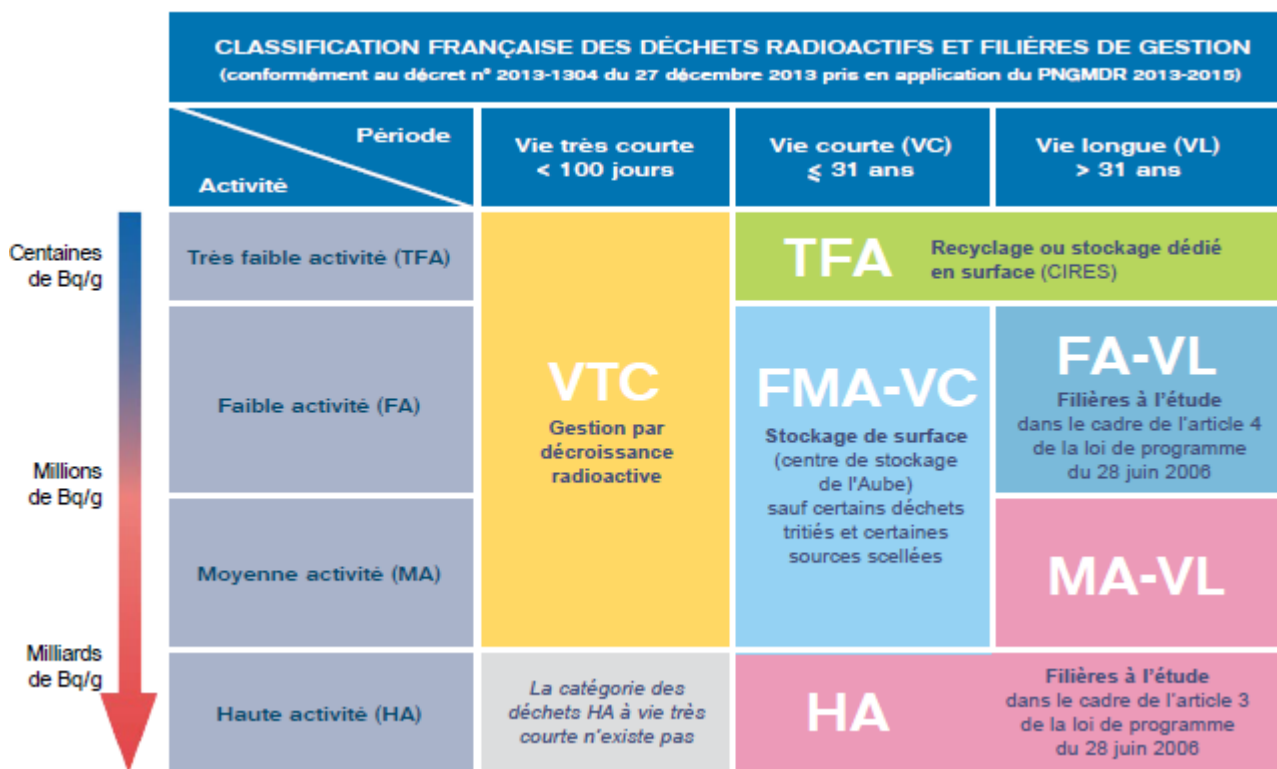 CLASSIFICATION FRANÇAISE DES DÉCHETS RADIOACTIFS ET FILIÈRES DE GESTION
(conformément au décret n° 2013-1304 du 27 décembre 2013 pris en application du PNGMDR 2013-2015)
Période
Activité
Vie très courte
< 100 jours
Vie courte (VC)
⩽ 31 ans
Vie longue (VL)
> 31 ans
Centaines
de Bq/g
Très faible activité (TFA)
TFA
Recyclage ou stockage dédié
en surface (CIRES)
Faible activité (FA)
VTC
Gestion par
décroissance
radioactive
FMA-VC
Stockage de surface
(centre de stockage
de l'Aube)
sauf certains déchets
tritiés et certaines
sources scellées
FA-VL
Filières à l'étude
dans le cadre de l'article 4
de la loi de programme
du 28 juin 2006
Millions
de Bq/g
Moyenne activité (MA)
MA-VL
Milliards
de Bq/g
Haute activité (HA)
La catégorie des
déchets HA à vie très
courte n'existe pas
HA
Filières à l'étude
dans le cadre de l'article 3
de la loi de programme
du 28 juin 2006